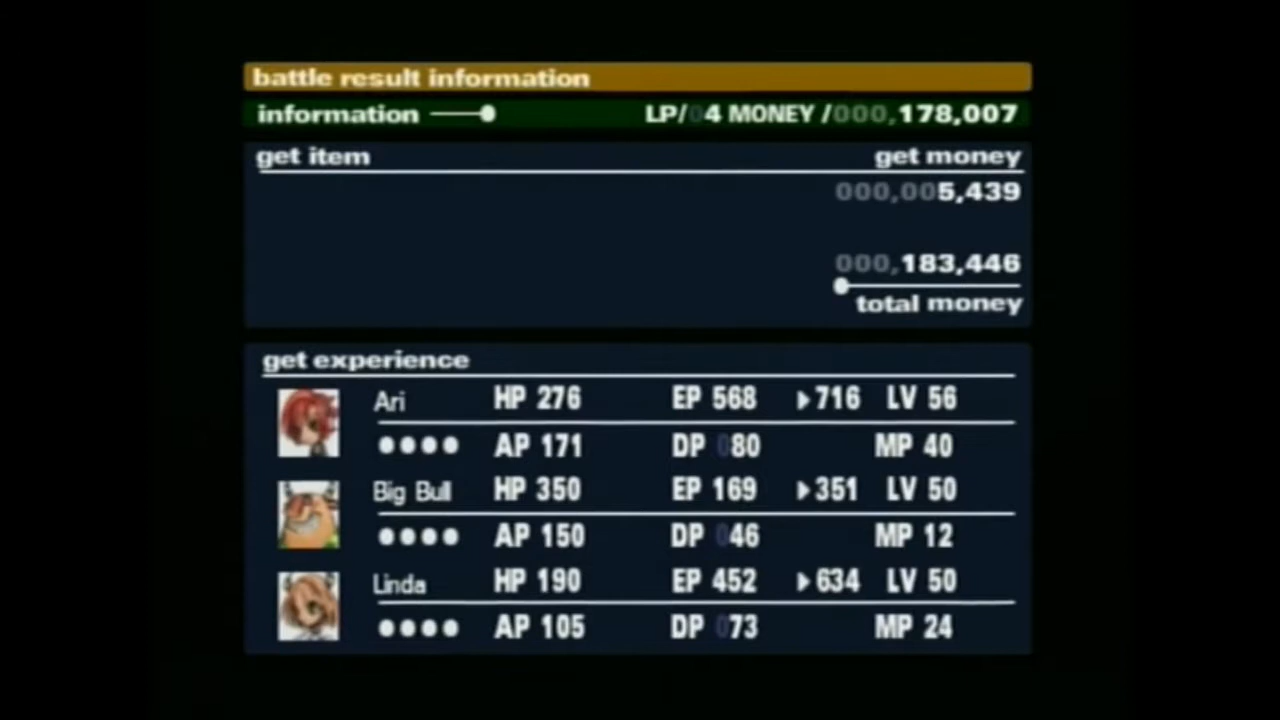 battle result information
information LP/04 MONEY /000,178,007
get item get money
000,005,439
000,183,446
total money
get experience
Ari HP 276 EP 568 ▶716 LV 56
AP 171 DP 080 MP 40
Big Bull HP 350 EP 169 ▶351 LV 50
AP 150 DP 046 MP 12
Linda HP 190 EP 452 ▶634 LV 50
AP 105 DP 073 MP 24